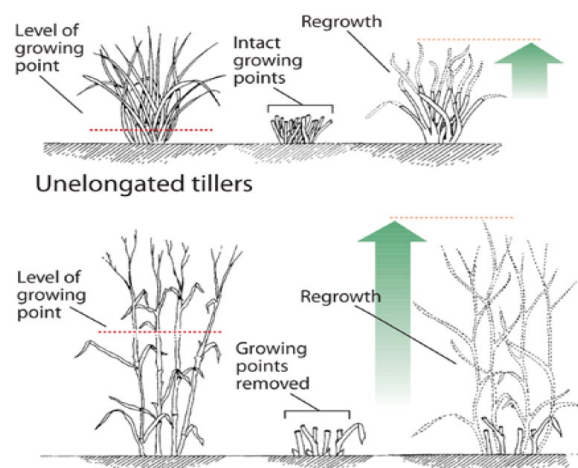 Level of
growing
point
Intact
growing
points
Regrowth
Unelongated tillers
Level of
growing
point
Growing
points
removed
Regrowth